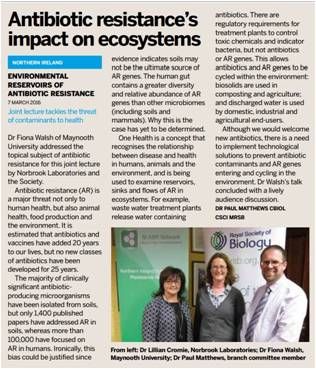 Antibiotic resistance's
impact on ecosystems
NORTHERN IRELAND
ENVIRONMENTAL
RESERVOIRS OF
ANTIBIOTIC RESISTANCE
7 MARCH 2016
Joint lecture tackles the threat
of contaminants to health
Dr Fiona Walsh of Maynooth
University addressed the
topical subject of antibiotic
resistance for this joint lecture
by Norbrook Laboratories and
the Society.
Antibiotic resistance (AR) is
a major threat not only to
human health, but also animal
health, food production and
the environment. It is
estimated that antibiotics and
vaccines have added 20 years
to our lives, but no new classes
of antibiotics have been
developed for 25 years.
The majority of clinically
significant antibiotic-
producing microorganisms
have been isolated from soils,
but only 1,400 published
papers have addressed AR in
soils, whereas more than
100,000 have focused on
AR in humans. Ironically, this
bias could be justified since
evidence indicates soils may
not be the ultimate source of
AR genes. The human gut
contains a greater diversity
and relative abundance of AR
genes than other microbiomes
(including soils and
mammals). Why this is the
case has yet to be determined.
One Health is a concept that
recognises the relationship
between disease and health
in humans, animals and the
environment, and is being
used to examine reservoirs,
sinks and flows of AR in
ecosystems. For example,
waste water treatment plants
release water containing
antibiotics. There are
regulatory requirements for
treatment plants to control
toxic chemicals and indicator
bacteria, but not antibiotics
or AR genes. This allows
antibiotics and AR genes to be
cycled within the environment:
biosolids are used in
composting and agriculture;
and discharged water is used
by domestic, industrial and
agricultural end-users.
Although we would welcome
new antibiotics, there is a need
to implement technological
solutions to prevent antibiotic
contaminants and AR genes
entering and cycling in the
environment. Dr Walsh's talk
concluded with a lively
audience discussion.
DR PAUL MATTHEWS CBIOL
CSCI MRSB
Royal Society of
Biology
From left: Dr Lillian Cromie, Norbrook Laboratories; Dr Fiona Walsh,
Maynooth University; Dr Paul Matthews, branch committee member